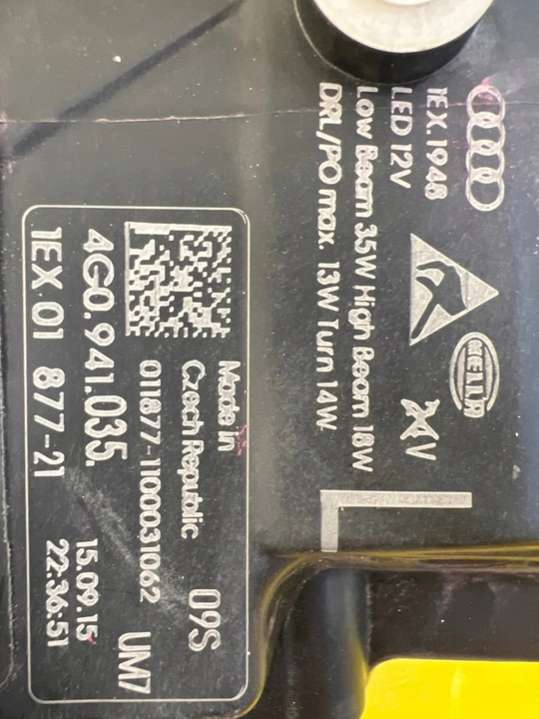 1EX.1948
LED 12V
Low Beam 35W High Beam 18W
DRL/PO max. 13W Turn 14W
HELLA
L
Made in
Czech Republic 09S
011877-1100031062
4G0.941.035. UM7
1EX 01 877-21 15.09.15
22:36:51